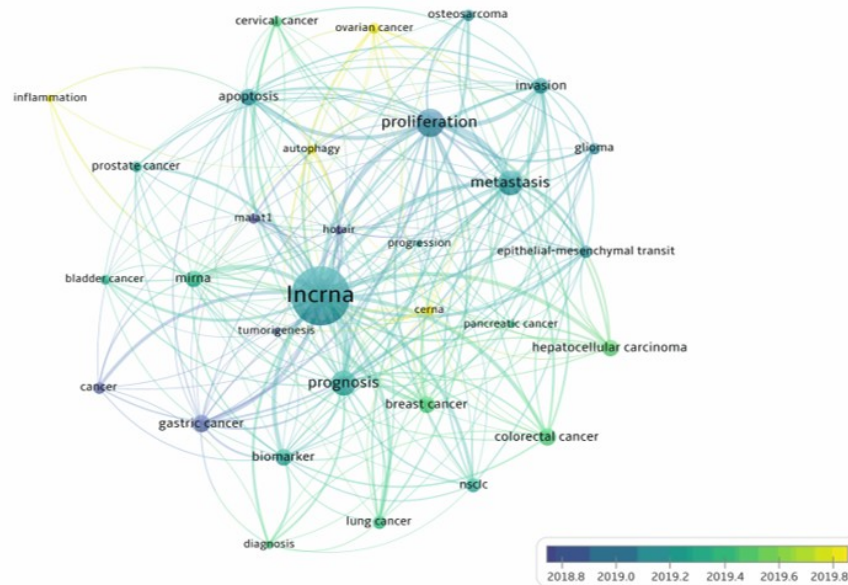 osteosarcoma
cervical cancer
ovarian cancer
invasion
inflammation
apoptosis
proliferation
autophagy
glioma
prostate cancer
metastasis
malat1
hotair
progression
epithelial-mesenchymal transit
bladder cancer
mirna
lncrna
cerna
pancreatic cancer
tumorigenesis
hepatocellular carcinoma
prognosis
cancer
breast cancer
gastric cancer
colorectal cancer
biomarker
nsclc
lung cancer
diagnosis
2018.8 2019.0 2019.2 2019.4 2019.6 2019.8